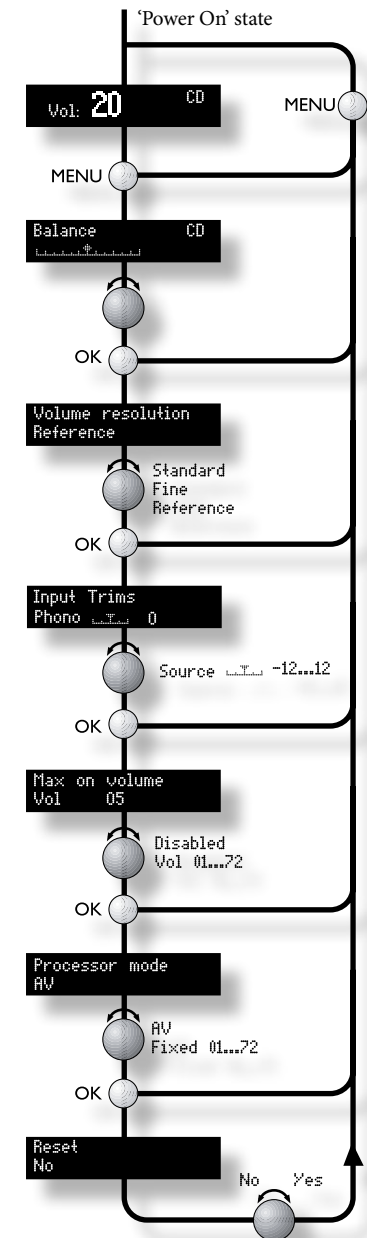 ‘Power On’ state
Vol: 20 CD
MENU
MENU
Balance CD
OK
Volume resolution
Reference
Standard
Fine
Reference
OK
Input Trims
Phono 0
Source -12...12
OK
Max on volume
Vol 05
Disabled
Vol 01...72
OK
Processor mode
AV
AV
Fixed 01...72
OK
Reset
No
No Yes